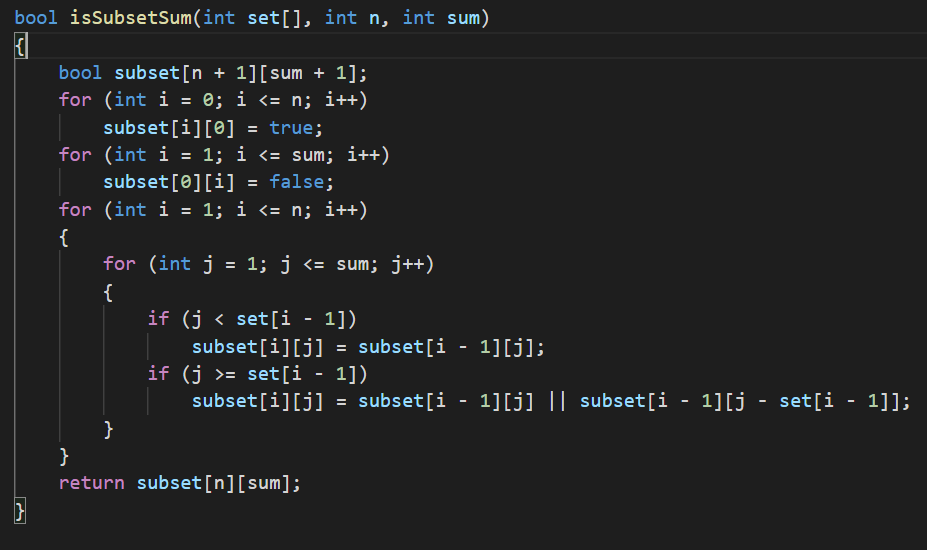 bool isSubsetSum(int set[], int n, int sum)
{
    bool subset[n + 1][sum + 1];
    for (int i = 0; i <= n; i++)
        subset[i][0] = true;
    for (int i = 1; i <= sum; i++)
        subset[0][i] = false;
    for (int i = 1; i <= n; i++)
    {
        for (int j = 1; j <= sum; j++)
        {
            if (j < set[i - 1])
                subset[i][j] = subset[i - 1][j];
            if (j >= set[i - 1])
                subset[i][j] = subset[i - 1][j] || subset[i - 1][j - set[i - 1]];
        }
    }
    return subset[n][sum];
}